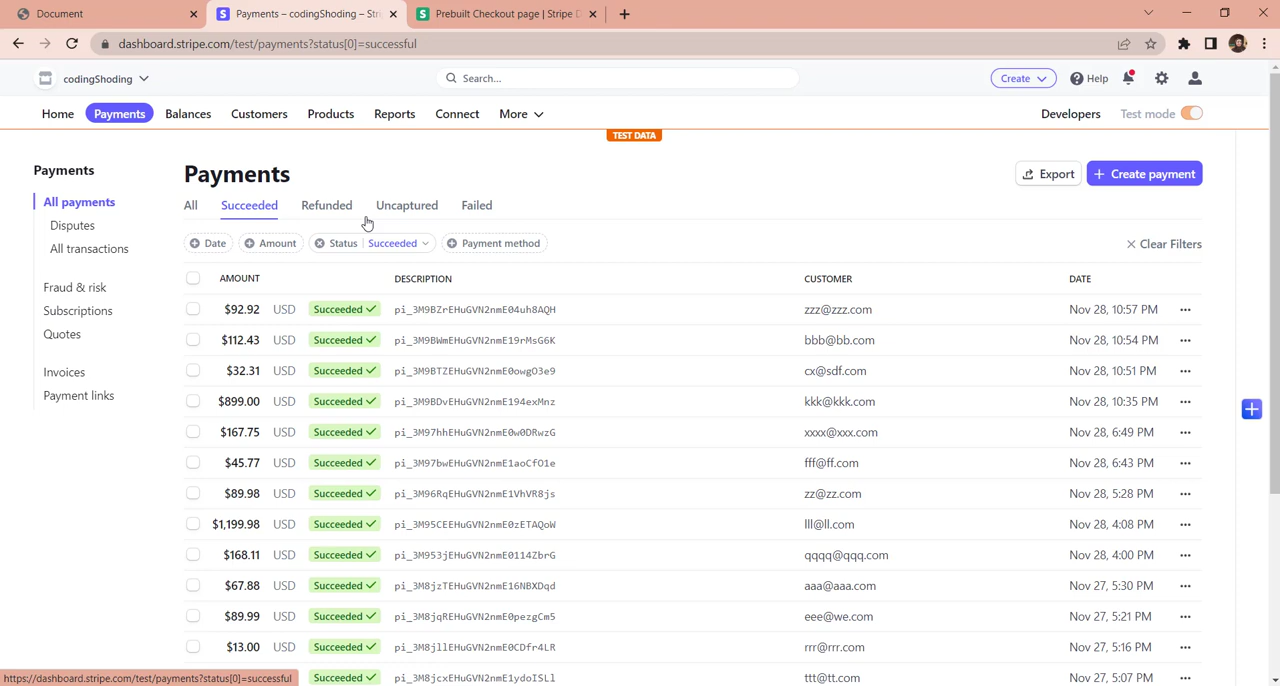 Document
Payments – codingShoding – Stri
Prebuilt Checkout page | Stripe D
dashboard.stripe.com/test/payments?status[0]=successful
codingShoding
Search...
Create
Help
Home
Payments
Balances
Customers
Products
Reports
Connect
More
Developers
Test mode
TEST DATA
Payments
All payments
Disputes
All transactions
Fraud & risk
Subscriptions
Quotes
Invoices
Payment links
Payments
Export
Create payment
All
Succeeded
Refunded
Uncaptured
Failed
Date
Amount
Status | Succeeded
Payment method
Clear Filters
AMOUNT DESCRIPTION CUSTOMER DATE
$92.92 USD Succeeded pi_3M9BZrEHuGVN2nmE04uh8AQH zzz@zzz.com Nov 28, 10:57 PM
$112.43 USD Succeeded pi_3M9BWmEHuGVN2nmE19rMsG6K bbb@bb.com Nov 28, 10:54 PM
$32.31 USD Succeeded pi_3M9BTZEHuGVN2nmE0owgO3e9 cx@sdf.com Nov 28, 10:51 PM
$899.00 USD Succeeded pi_3M9BDvEHuGVN2nmE194exMnz kkk@kkk.com Nov 28, 10:35 PM
$167.75 USD Succeeded pi_3M97hhEHuGVN2nmE0w0DRwzG xxxx@xxx.com Nov 28, 6:49 PM
$45.77 USD Succeeded pi_3M97bwEHuGVN2nmE1aoCfO1e fff@ff.com Nov 28, 6:43 PM
$89.98 USD Succeeded pi_3M96RqEHuGVN2nmE1VhVR8js zz@zz.com Nov 28, 5:28 PM
$1,199.98 USD Succeeded pi_3M95CEEHuGVN2nmE0zETAQoW lll@ll.com Nov 28, 4:08 PM
$168.11 USD Succeeded pi_3M953jEHuGVN2nmE0114ZbrG qqqq@qqq.com Nov 28, 4:00 PM
$67.88 USD Succeeded pi_3M8jzTEHuGVN2nmE16NBXDqd aaa@aaa.com Nov 27, 5:30 PM
$89.99 USD Succeeded pi_3M8jqREHuGVN2nmE0pezgCm5 eee@we.com Nov 27, 5:21 PM
$13.00 USD Succeeded pi_3M8jllEHuGVN2nmE0CDfr4LR rrr@rrr.com Nov 27, 5:16 PM
Succeeded pi_3M8jcxEHuGVN2nmE1ydoISLl ttt@tt.com Nov 27, 5:07 PM
https://dashboard.stripe.com/test/payments?status[0]=successful